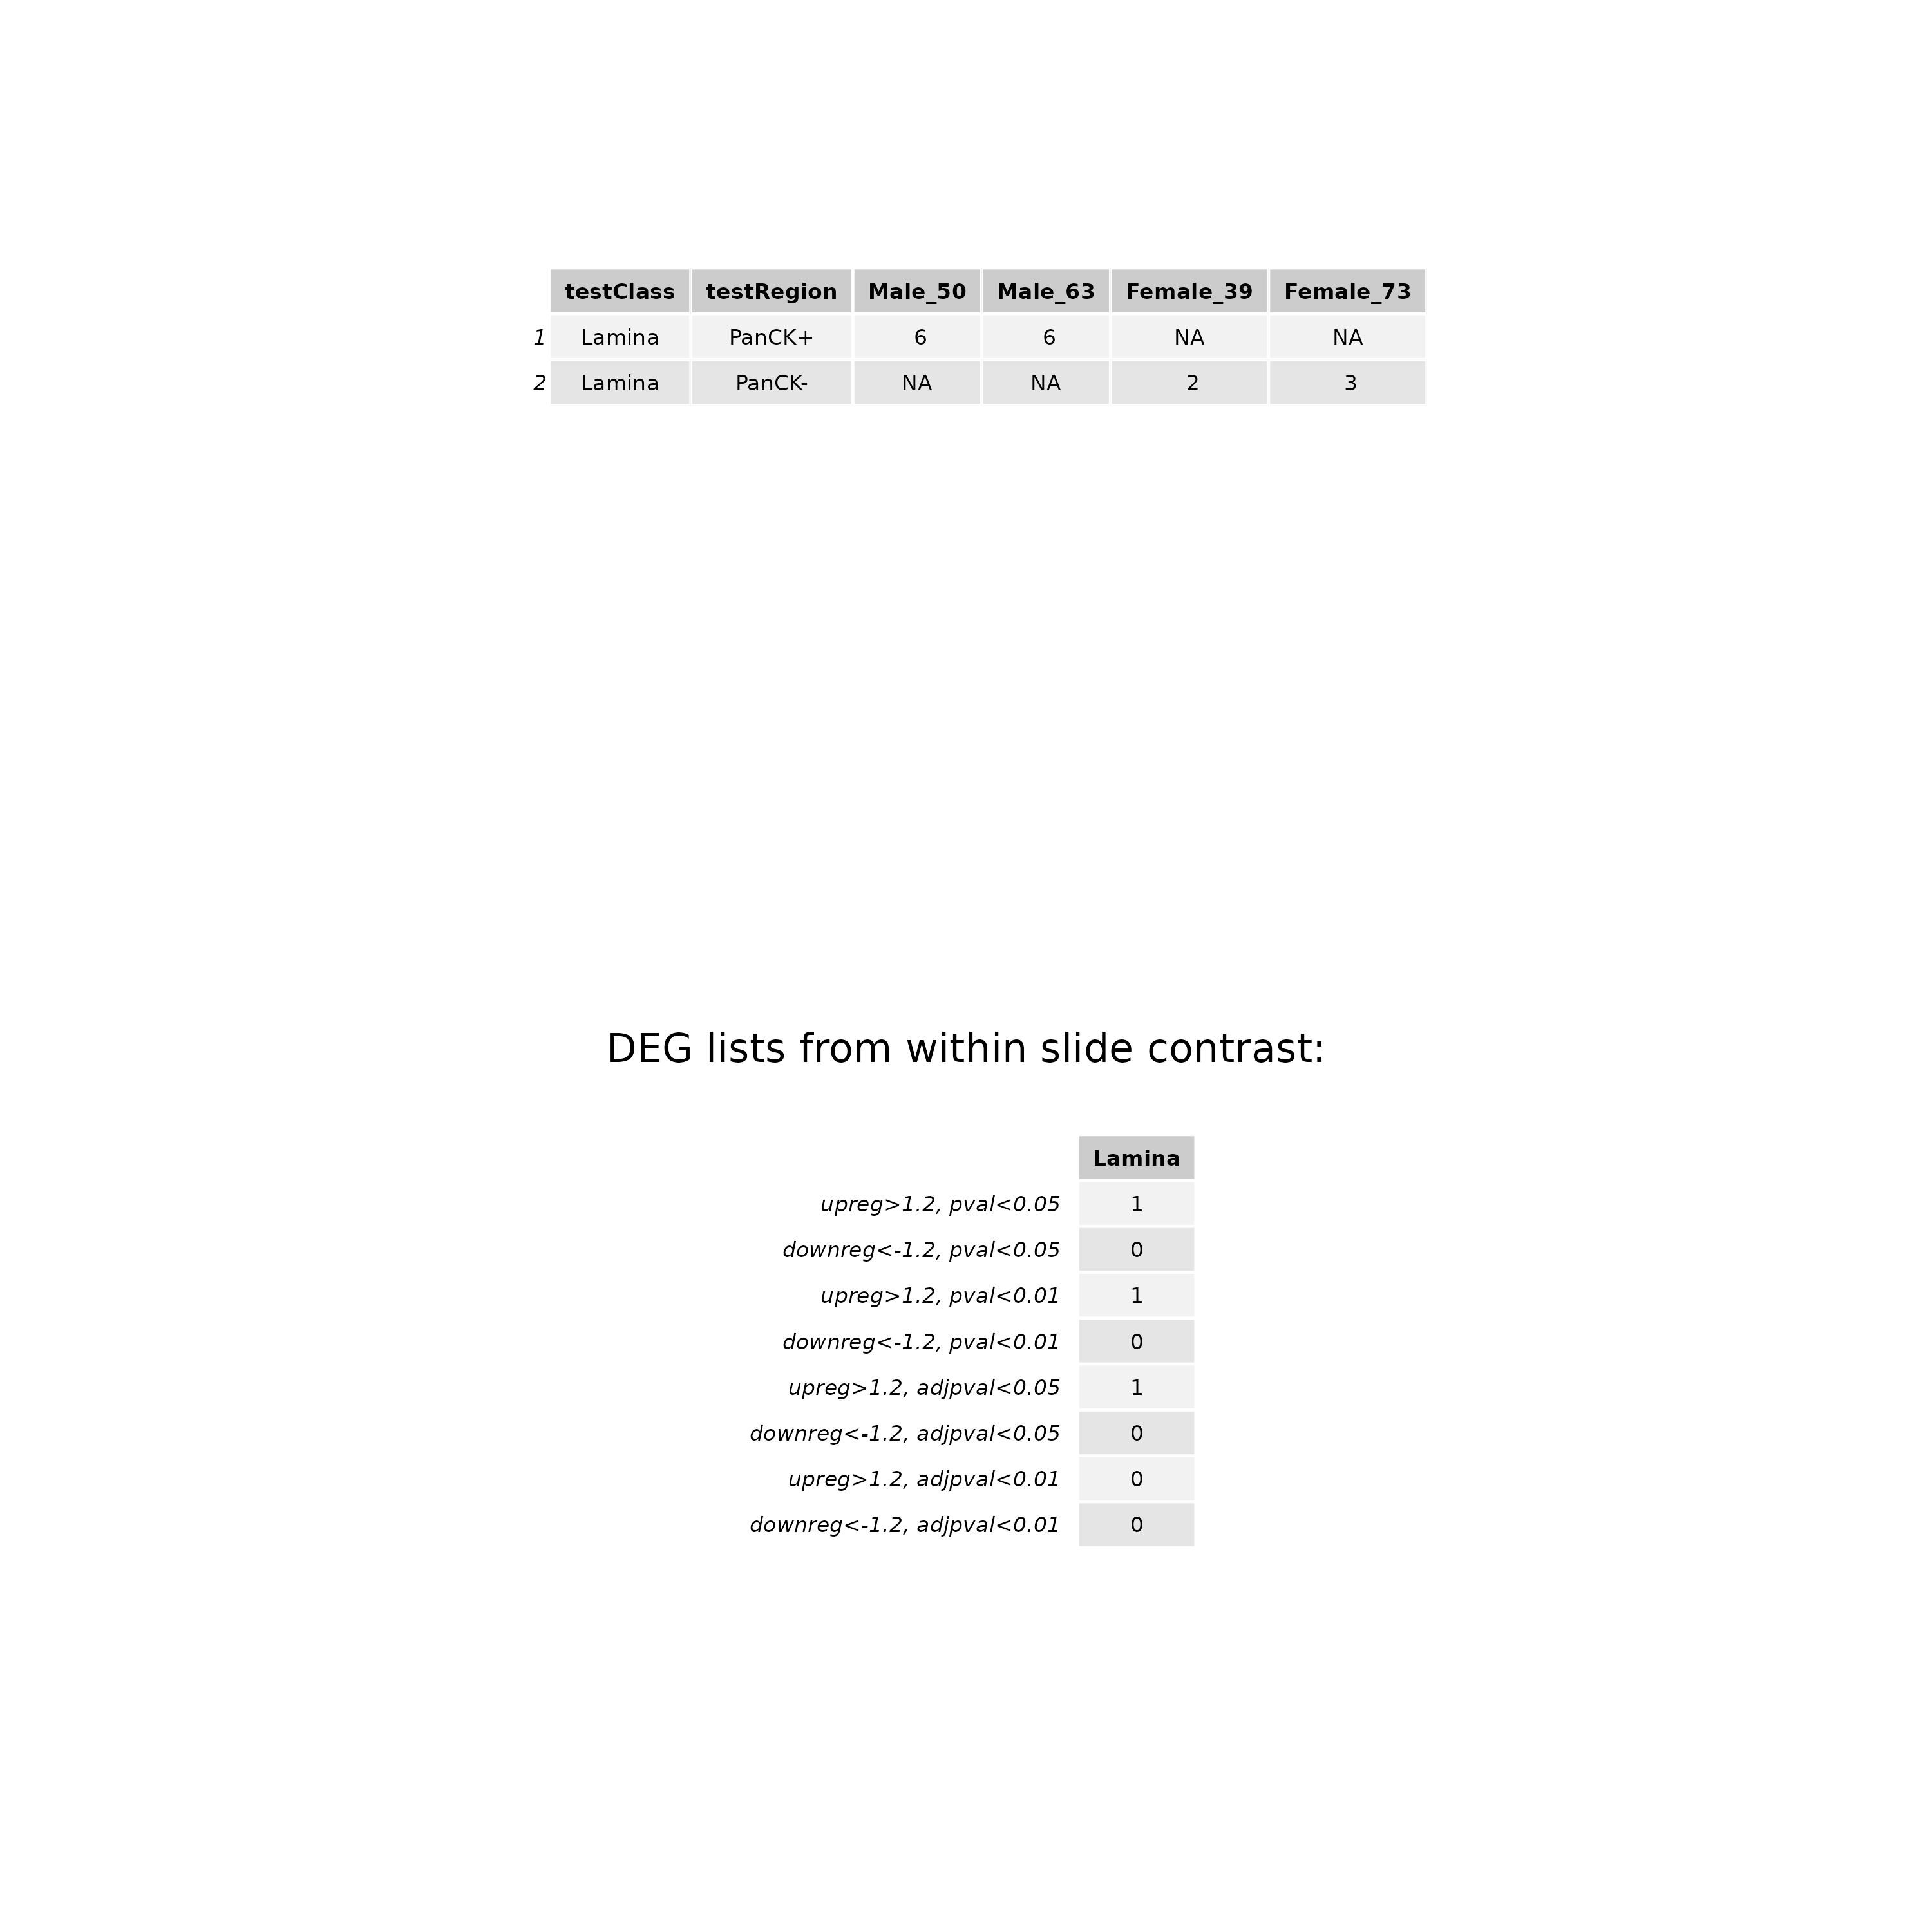 testClass testRegion Male_50 Male_63 Female_39 Female_73
1 Lamina PanCK+ 6 6 NA NA
2 Lamina PanCK- NA NA 2 3
DEG lists from within slide contrast:
Lamina
upreg>1.2, pval<0.05 1
downreg<-1.2, pval<0.05 0
upreg>1.2, pval<0.01 1
downreg<-1.2, pval<0.01 0
upreg>1.2, adjpval<0.05 1
downreg<-1.2, adjpval<0.05 0
upreg>1.2, adjpval<0.01 0
downreg<-1.2, adjpval<0.01 0